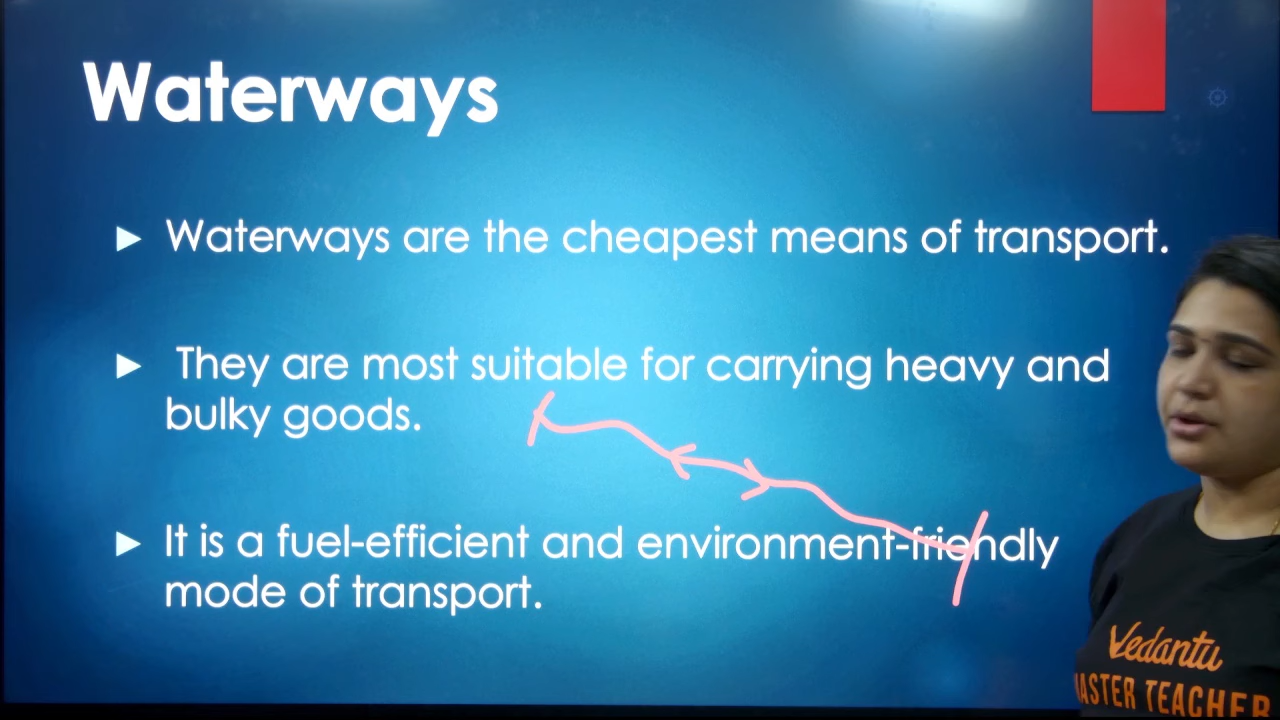 Waterways
Waterways are the cheapest means of transport.
They are most suitable for carrying heavy and
bulky goods.
It is a fuel-efficient and environment-friendly
mode of transport.
Vedantu
MASTER TEACHER